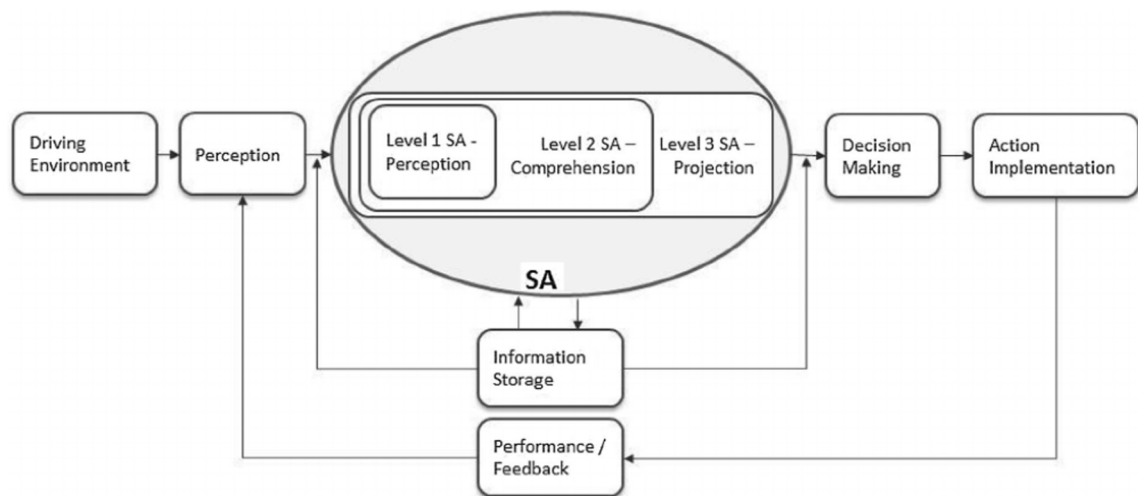 Driving
Environment
Perception
Level 1 SA -
Perception
Level 2 SA –
Comprehension
Level 3 SA –
Projection
Decision
Making
Action
Implementation
SA
Information
Storage
Performance /
Feedback